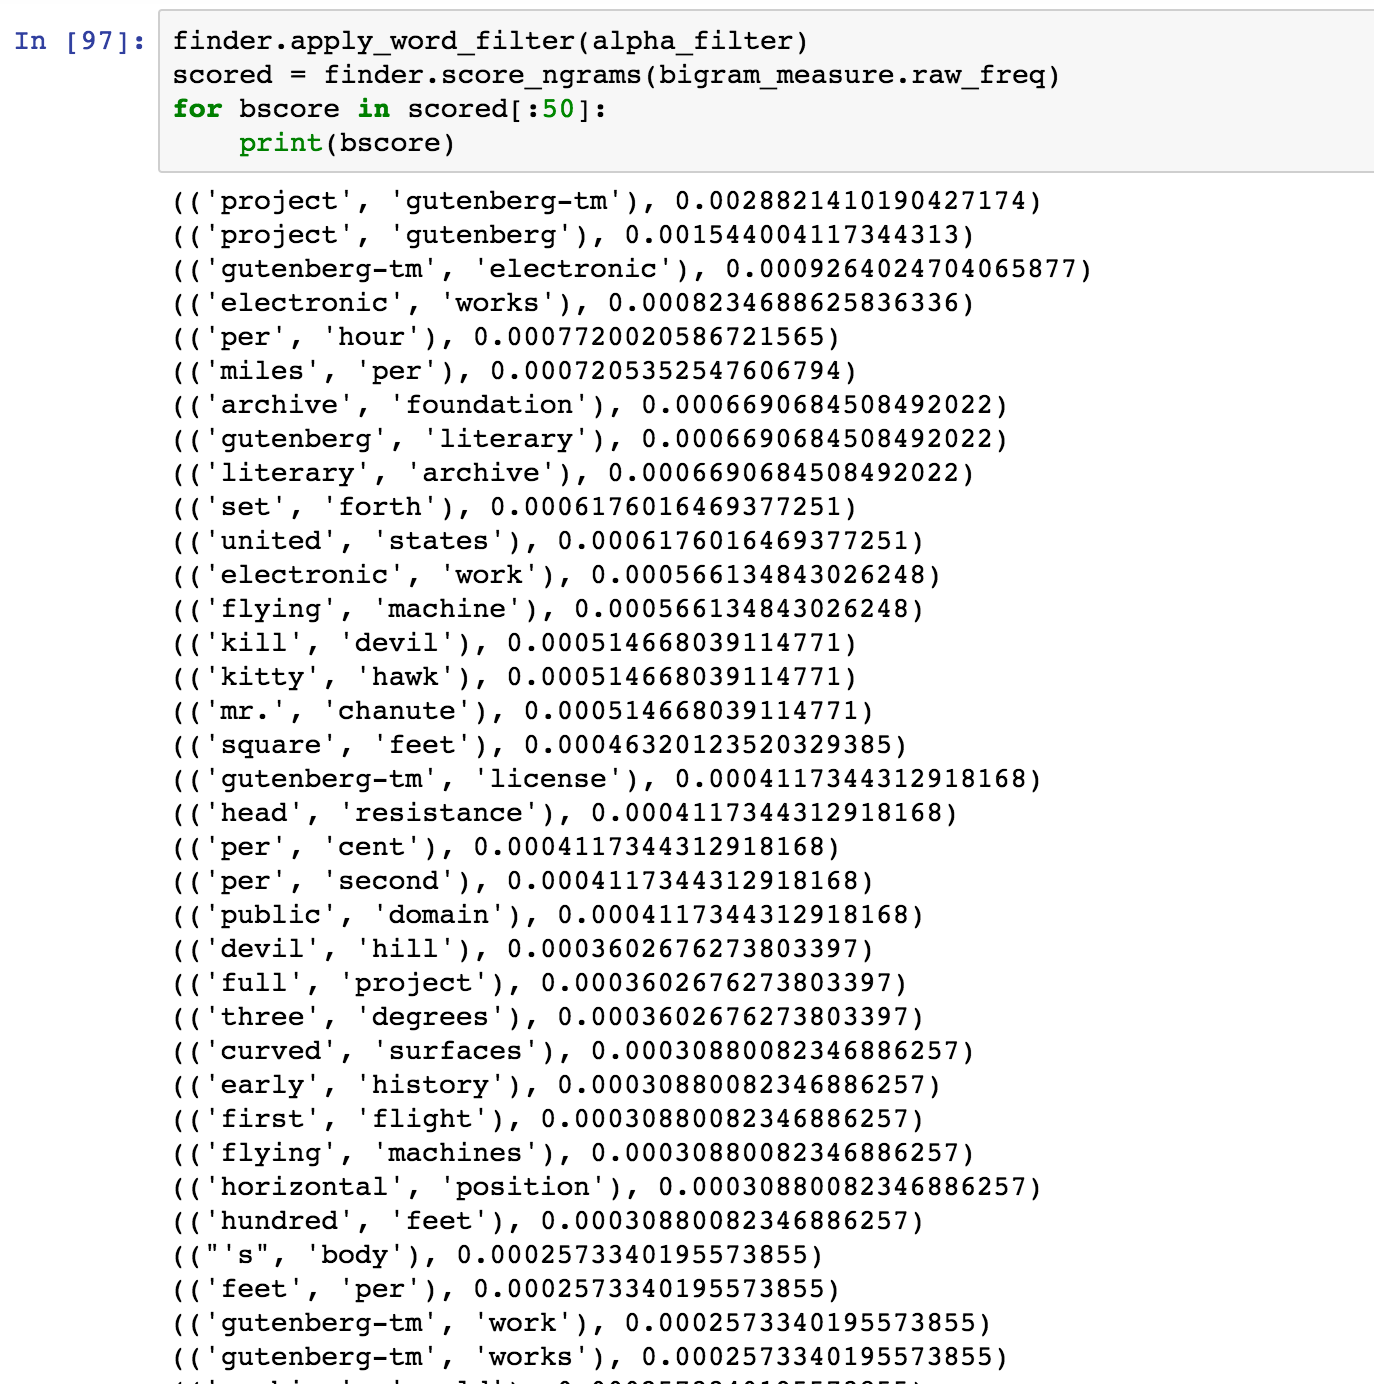 In [97]: finder.apply_word_filter(alpha_filter)
scored = finder.score_ngrams(bigram_measure.raw_freq)
for bscore in scored[:50]:
    print(bscore)
(('project', 'gutenberg-tm'), 0.0028821410190427174)
(('project', 'gutenberg'), 0.001544004117344313)
(('gutenberg-tm', 'electronic'), 0.0009264024704065877)
(('electronic', 'works'), 0.0008234688625836336)
(('per', 'hour'), 0.0007720020586721565)
(('miles', 'per'), 0.0007205352547606794)
(('archive', 'foundation'), 0.0006690684508492022)
(('gutenberg', 'literary'), 0.0006690684508492022)
(('literary', 'archive'), 0.0006690684508492022)
(('set', 'forth'), 0.0006176016469377251)
(('united', 'states'), 0.0006176016469377251)
(('electronic', 'work'), 0.000566134843026248)
(('flying', 'machine'), 0.000566134843026248)
(('kill', 'devil'), 0.000514668039114771)
(('kitty', 'hawk'), 0.000514668039114771)
(('mr.', 'chanute'), 0.000514668039114771)
(('square', 'feet'), 0.00046320123520329385)
(('gutenberg-tm', 'license'), 0.0004117344312918168)
(('head', 'resistance'), 0.0004117344312918168)
(('per', 'cent'), 0.0004117344312918168)
(('per', 'second'), 0.0004117344312918168)
(('public', 'domain'), 0.0004117344312918168)
(('devil', 'hill'), 0.0003602676273803397)
(('full', 'project'), 0.0003602676273803397)
(('three', 'degrees'), 0.0003602676273803397)
(('curved', 'surfaces'), 0.00030880082346886257)
(('early', 'history'), 0.00030880082346886257)
(('first', 'flight'), 0.00030880082346886257)
(('flying', 'machines'), 0.00030880082346886257)
(('horizontal', 'position'), 0.00030880082346886257)
(('hundred', 'feet'), 0.00030880082346886257)
(("'s", 'body'), 0.0002573340195573855)
(('feet', 'per'), 0.0002573340195573855)
(('gutenberg-tm', 'work'), 0.0002573340195573855)
(('gutenberg-tm', 'works'), 0.0002573340195573855)